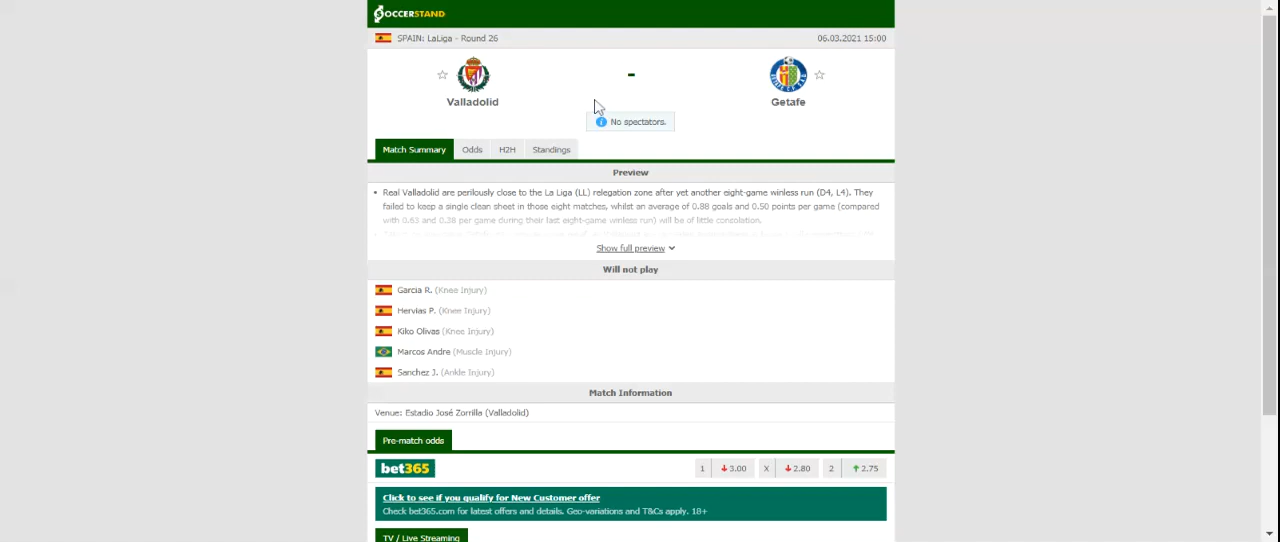 SOCCERSTAND
SPAIN: LaLiga - Round 26
06.03.2021 15:00
Valladolid
-
Getafe
No spectators.
Match Summary
Odds
H2H
Standings
Preview
Real Valladolid are perilously close to the La Liga (LL) relegation zone after yet another eight-game winless run (D4, L4). They
failed to keep a single clean sheet in those eight matches, whilst an average of 0.88 goals and 0.50 points per game (compared
with 0.63 and 0.38 per game during their last eight-game winless run) will be of little consolation.
Show full preview
Will not play
Garcia R. (Knee Injury)
Hervias P. (Knee Injury)
Kiko Olivas (Knee Injury)
Marcos Andre (Muscle Injury)
Sanchez J. (Ankle Injury)
Match Information
Venue: Estadio José Zorrilla (Valladolid)
Pre-match odds
bet365
1 3.00 X 2.80 2 2.75
Click to see if you qualify for New Customer offer
Check bet365.com for latest offers and details. Geo-variations and T&Cs apply. 18+
TV / Live Streaming